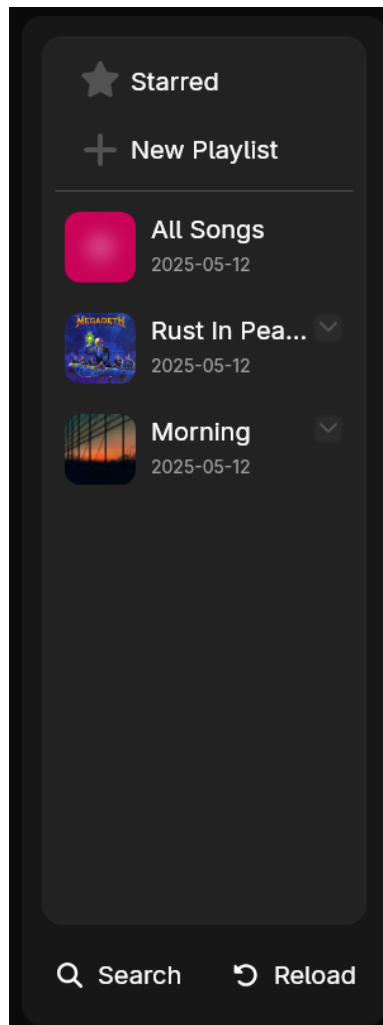 Starred
New Playlist
All Songs
2025-05-12
MEGADETH
Rust In Pea...
2025-05-12
Morning
2025-05-12
Search
Reload